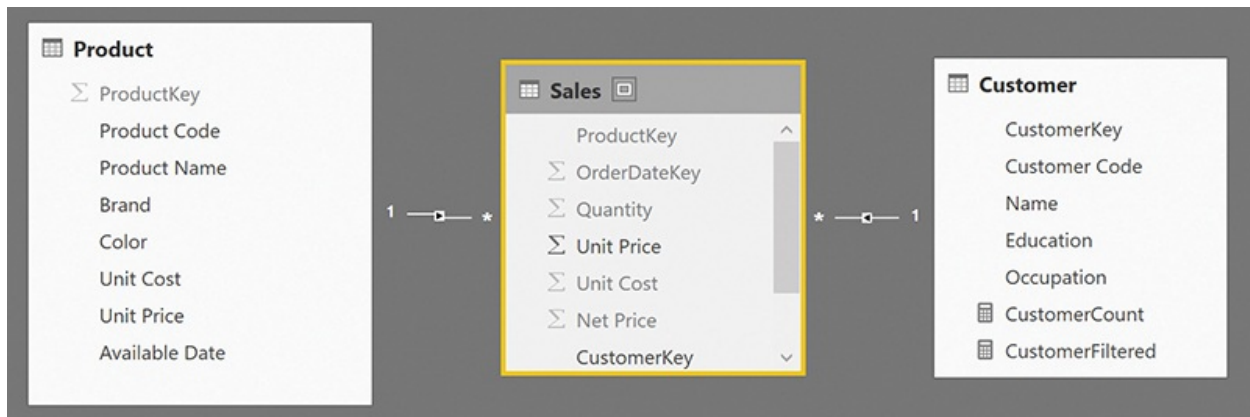 Product
Σ ProductKey
Product Code
Product Name
Brand
Color
Unit Cost
Unit Price
Available Date
1
*
Sales
ProductKey
Σ OrderDateKey
Σ Quantity
Σ Unit Price
Σ Unit Cost
Σ Net Price
CustomerKey
*
1
Customer
CustomerKey
Customer Code
Name
Education
Occupation
CustomerCount
CustomerFiltered